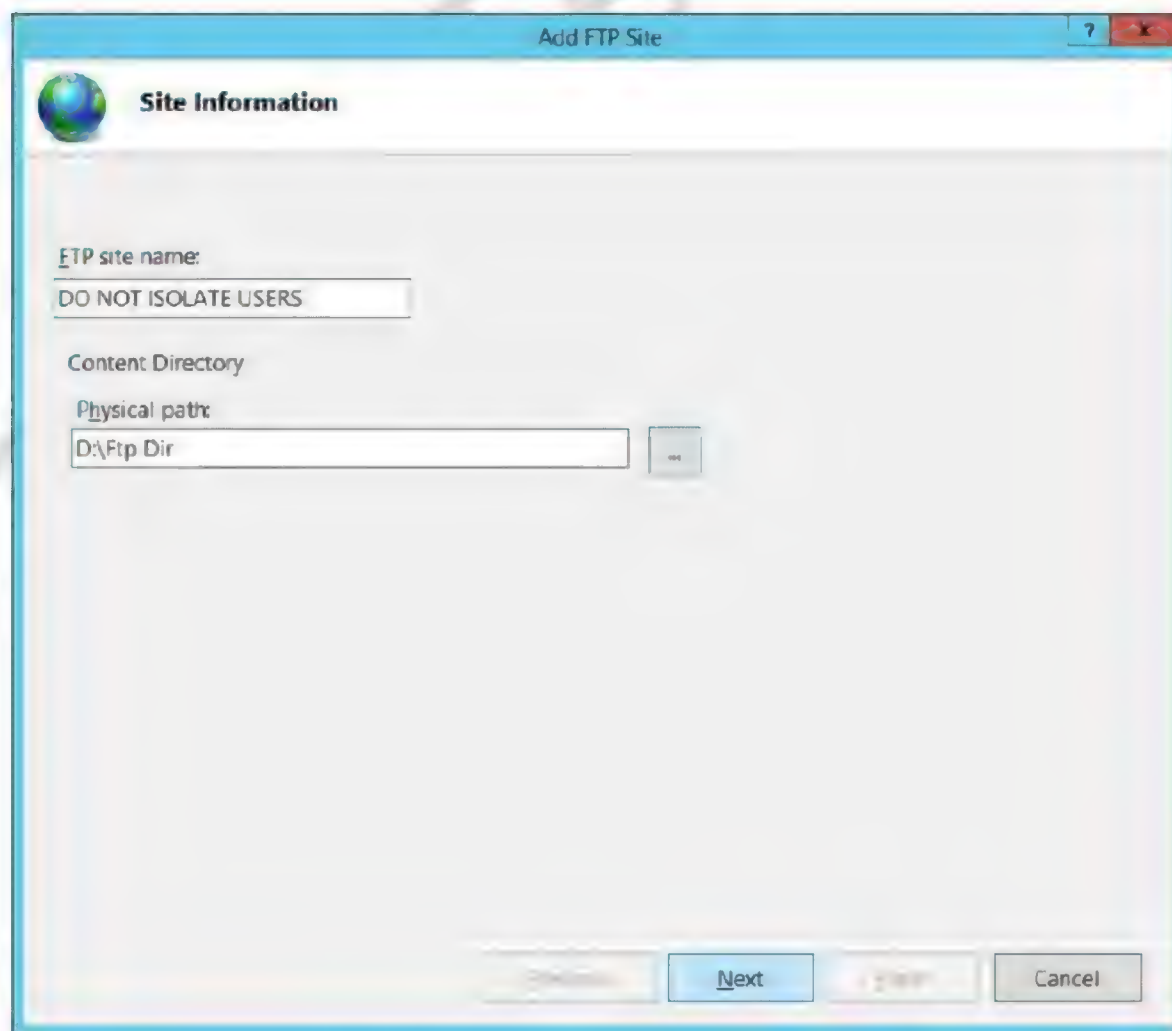 Add FTP Site
?
Site Information
FTP site name:
DO NOT ISOLATE USERS
Content Directory
Physical path:
D:\Ftp Dir
...
Next
Cancel